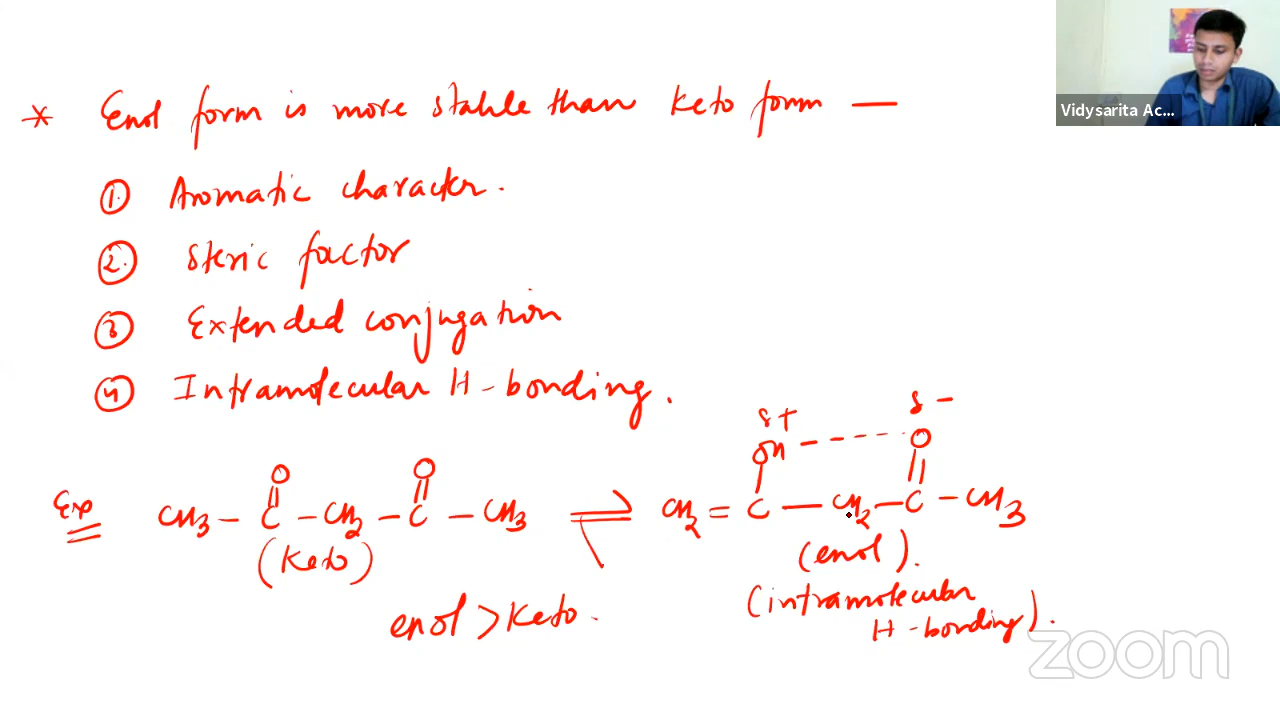 * Enol form is more stable than Keto form —
① Aromatic character.
② Steric factor
③ Extended conjugation
④ Intramolecular H-bonding.
Exp CH3 – C – CH2 – C – CH3 ⇌ CH2 = C – CH2 – C – CH3
O O
δ+ δ-
OH ----- O
(Keto) (enol).
enol > Keto.
(intramolecular
H-bonding).
Vidysarita Ac...
zoom